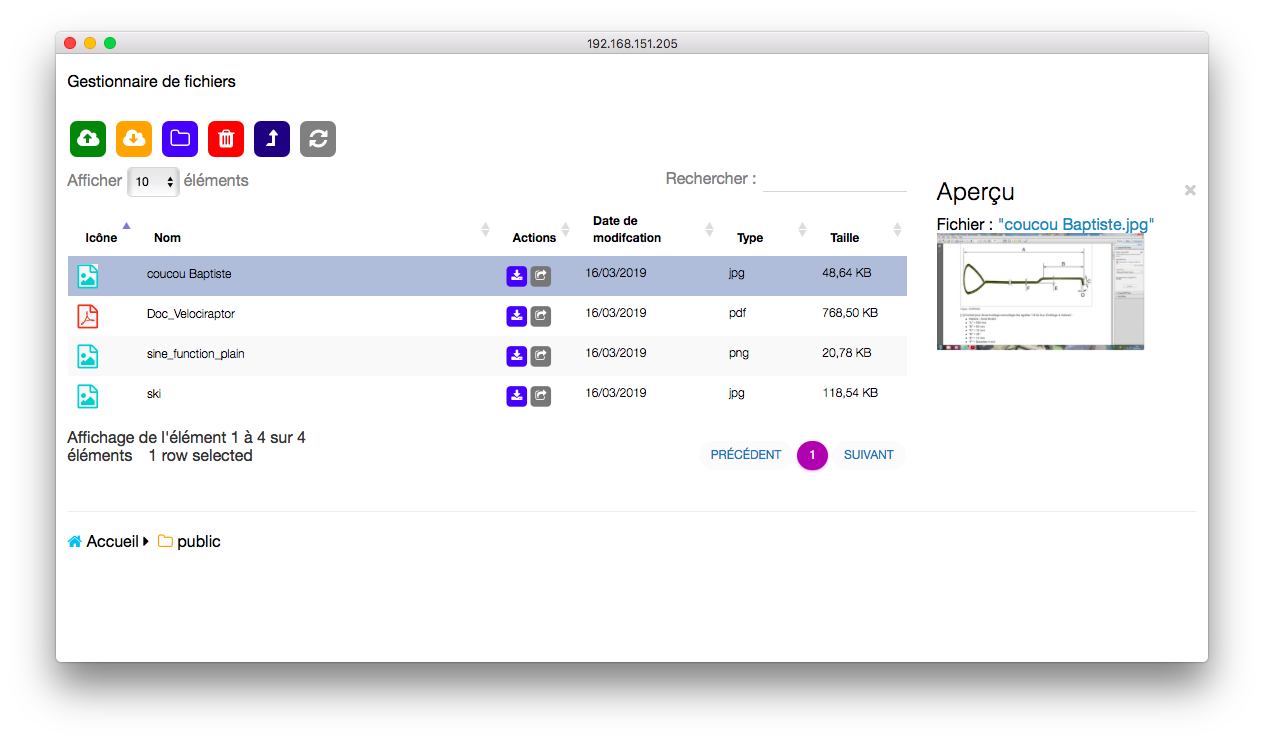 192.168.151.205
Gestionnaire de fichiers
Afficher 10 éléments
Rechercher :
Icône Nom Actions Date de modifcation Type Taille
coucou Baptiste 16/03/2019 jpg 48,64 KB
Doc_Velociraptor 16/03/2019 pdf 768,50 KB
sine_function_plain 16/03/2019 png 20,78 KB
ski 16/03/2019 jpg 118,54 KB
Affichage de l'élément 1 à 4 sur 4
éléments 1 row selected
PRÉCÉDENT 1 SUIVANT
Aperçu
Fichier : "coucou Baptiste.jpg"
A
B
C
D
E
F
Accueil public